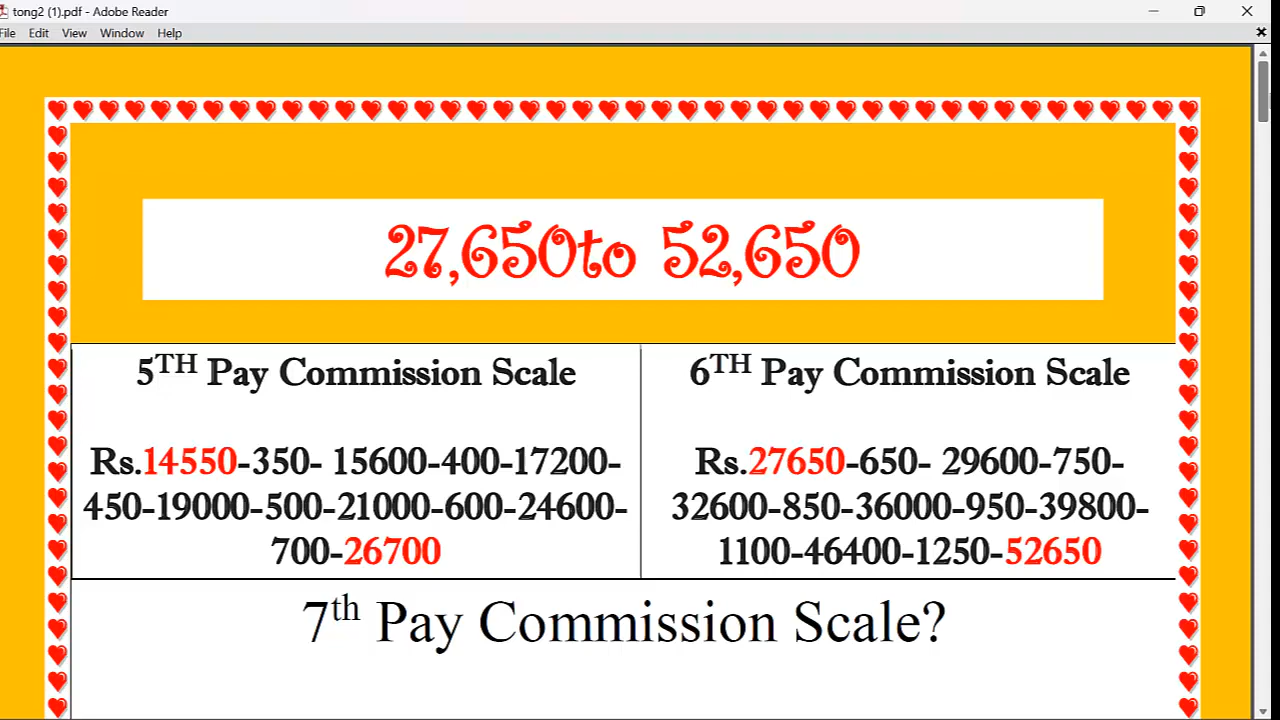 tong2 (1).pdf - Adobe Reader
File Edit View Window Help
27,650to 52,650
5TH Pay Commission Scale
Rs.14550-350- 15600-400-17200-
450-19000-500-21000-600-24600-
700-26700
6TH Pay Commission Scale
Rs.27650-650- 29600-750-
32600-850-36000-950-39800-
1100-46400-1250-52650
7th Pay Commission Scale?